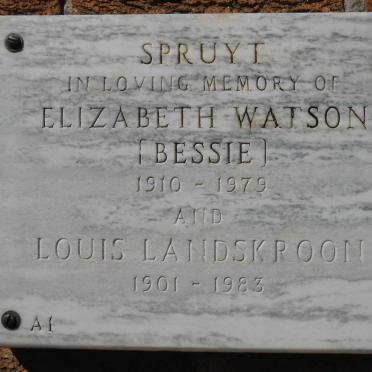 SPRUYT
IN LOVING MEMORY OF
ELIZABETH WATSON
[BESSIE]
1910 - 1979
AND
LOUIS LANDSKROON
1901 - 1983
A1